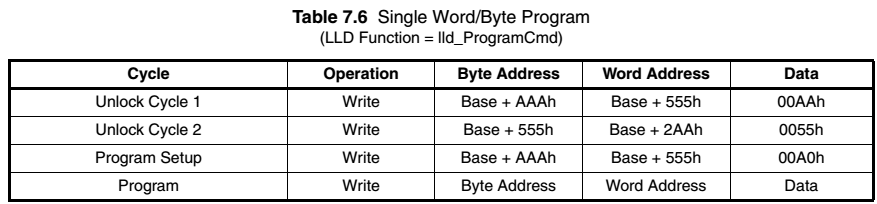 Table 7.6 Single Word/Byte Program
(LLD Function = lld_ProgramCmd)
Cycle Operation Byte Address Word Address Data
Unlock Cycle 1 Write Base + AAAh Base + 555h 00AAh
Unlock Cycle 2 Write Base + 555h Base + 2AAh 0055h
Program Setup Write Base + AAAh Base + 555h 00A0h
Program Write Byte Address Word Address Data